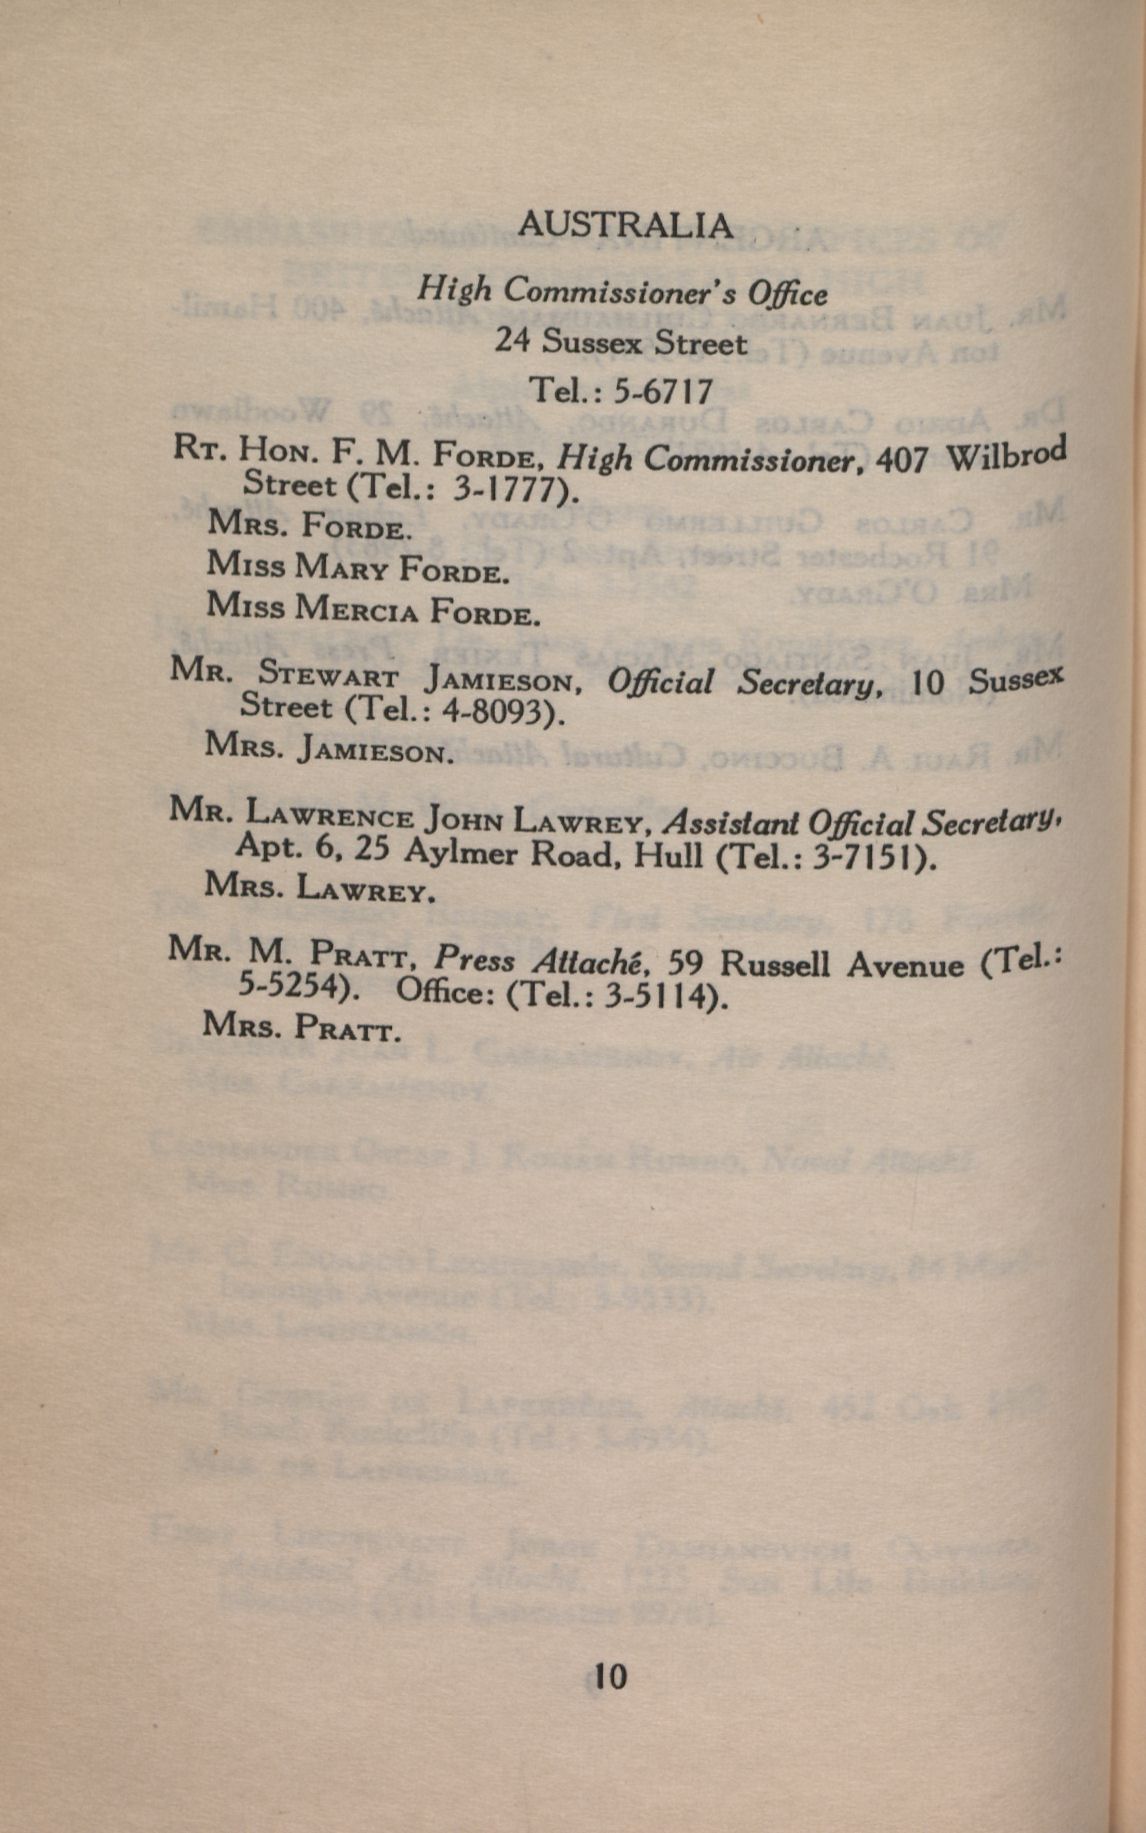 AUSTRALIA
High Commissioner's Office
24 Sussex Street
Tel.: 5-6717
RT. HON. F. M. FORDE, High Commissioner, 407 Wilbrod
Street (Tel.: 3-1777).
MRS. FORDE.
MISS MARY FORDE.
MISS MERCIA FORDE.
MR. STEWART JAMIESON, Official Secretary, 10 Sussex
Street (Tel.: 4-8093).
MRS. JAMIESON.
MR. LAWRENCE JOHN LAWREY, Assistant Official Secretary,
Apt. 6, 25 Aylmer Road, Hull (Tel.: 3-7151).
MRS. LAWREY.
MR. M. PRATT, Press Attaché, 59 Russell Avenue (Tel.:
5-5254). Office: (Tel.: 3-5114).
MRS. PRATT.
10